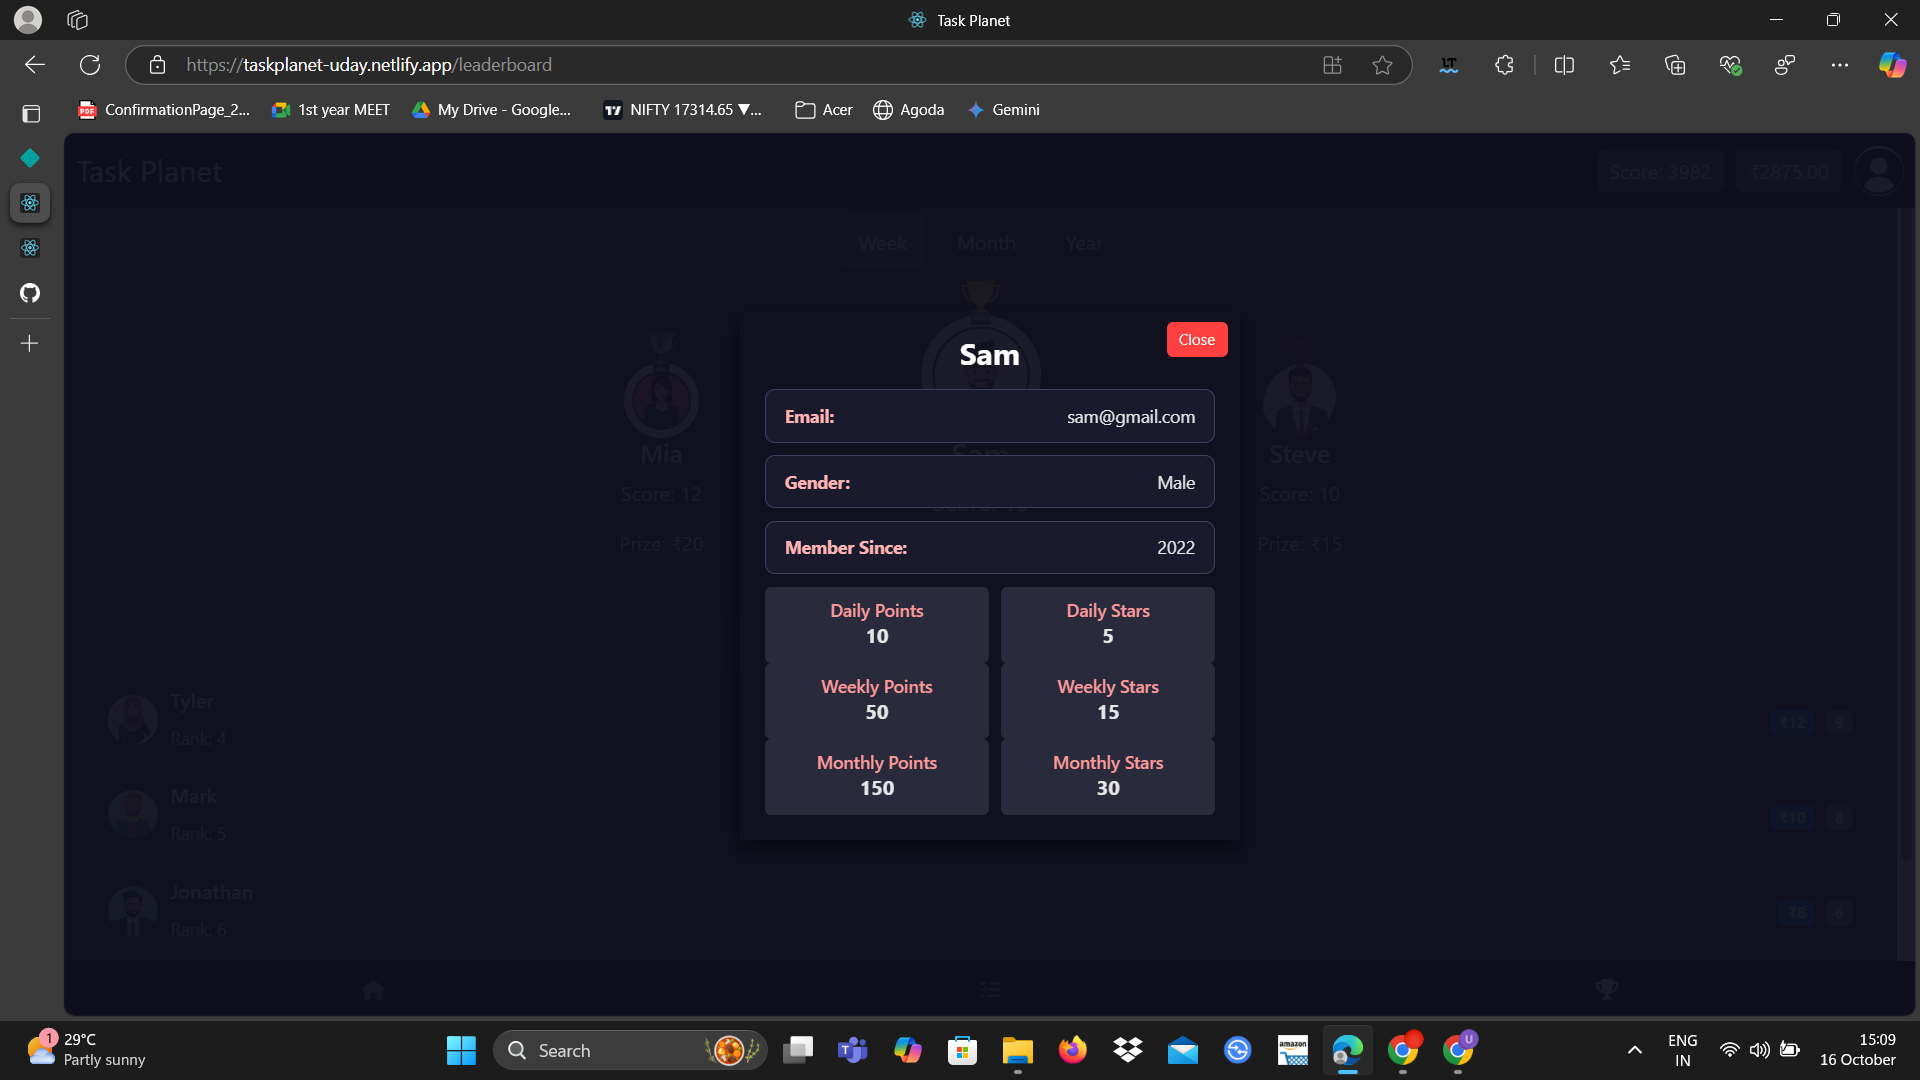 Task Planet
https://taskplanet-uday.netlify.app/leaderboard
ConfirmationPage_2... 1st year MEET My Drive - Google... NIFTY 17314.65 ▼... Acer Agoda Gemini
Task Planet Score: 3982 ₹2875.00
Week Month Year
Close
Sam
Email: sam@gmail.com
Mia Sam Steve
Gender: Male
Score: 12 Score: 10
Prize: ₹20 Prize: ₹15
Member Since: 2022
Daily Points Daily Stars
10 5
Weekly Points Weekly Stars
50 15
Monthly Points Monthly Stars
150 30
Tyler
Rank: 4 ₹12 9
Mark
Rank: 5 ₹10 8
Jonathan
Rank: 6 ₹8 6
1 29°C
Partly sunny
Search
amazon
U
ENG
IN
15:09
16 October